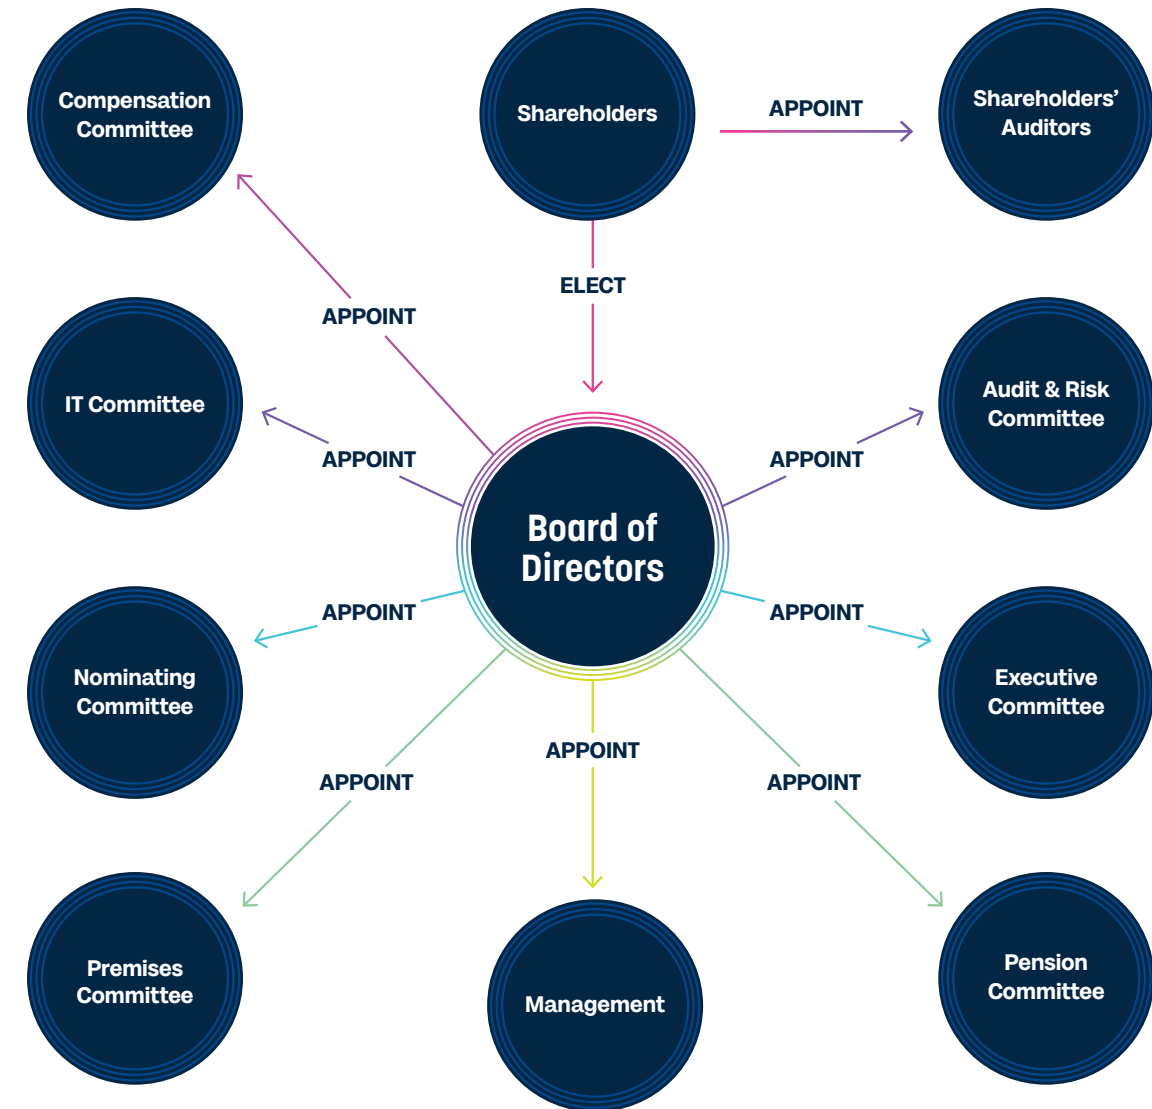 Compensation
Committee
Shareholders
APPOINT
Shareholders’
Auditors
ELECT
APPOINT
IT Committee
Audit & Risk
Committee
APPOINT
APPOINT
Board of
Directors
APPOINT
APPOINT
Nominating
Committee
Executive
Committee
APPOINT
APPOINT
APPOINT
Premises
Committee
Management
Pension
Committee